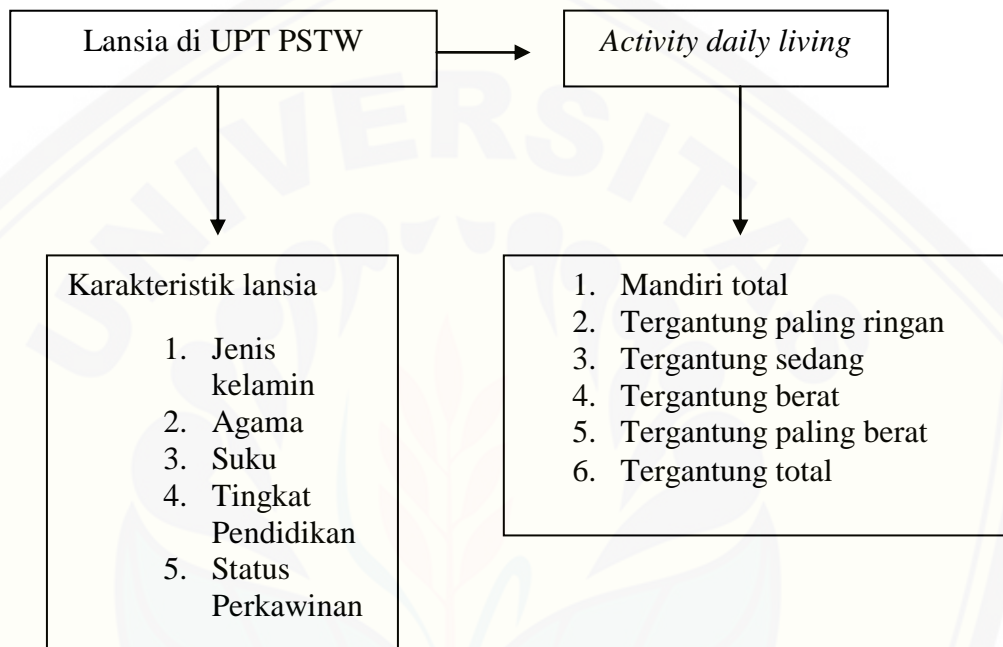 Lansia di UPT PSTW
Activity daily living
UNIVERSITAS
Karakteristik lansia
1. Jenis
kelamin
2. Agama
3. Suku
4. Tingkat
Pendidikan
5. Status
Perkawinan
1. Mandiri total
2. Tergantung paling ringan
3. Tergantung sedang
4. Tergantung berat
5. Tergantung paling berat
6. Tergantung total